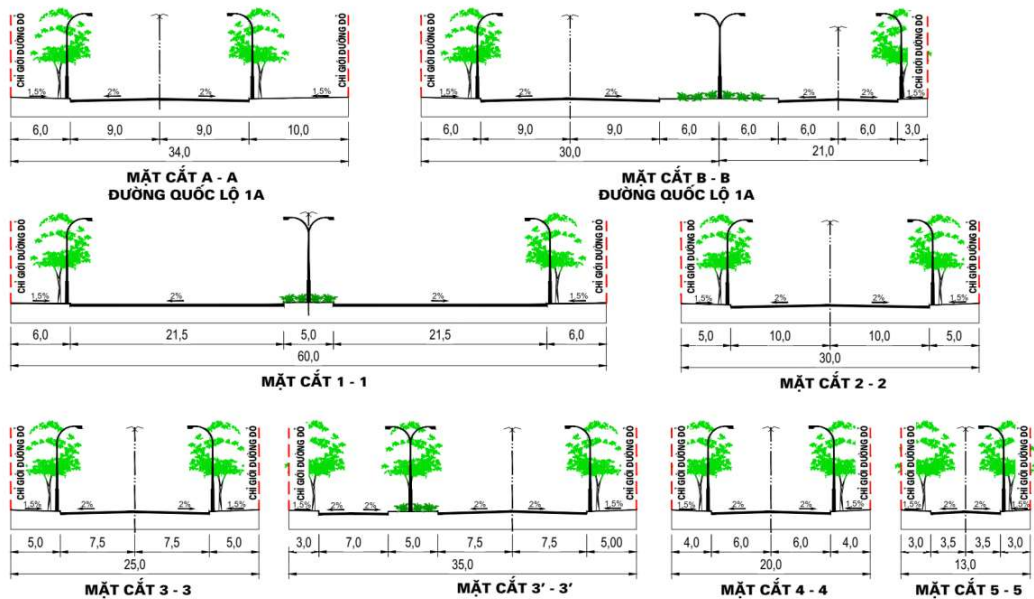 CHỈ GIỚI ĐƯỜNG ĐỎ
CHỈ GIỚI ĐƯỜNG ĐỎ
1,5% 2% 2% 1,5%
6,0 9,0 9,0 10,0
34,0
MẶT CẮT A - A
ĐƯỜNG QUỐC LỘ 1A
CHỈ GIỚI ĐƯỜNG ĐỎ
CHỈ GIỚI ĐƯỜNG ĐỎ
1,5% 2% 2% 2% 2% 1,5%
6,0 9,0 9,0 6,0 6,0 6,0 6,0 3,0
30,0 21,0
MẶT CẮT B - B
ĐƯỜNG QUỐC LỘ 1A
CHỈ GIỚI ĐƯỜNG ĐỎ
CHỈ GIỚI ĐƯỜNG ĐỎ
1,5% 2% 2% 1,5%
6,0 21,5 5,0 21,5 6,0
60,0
MẶT CẮT 1 - 1
CHỈ GIỚI ĐƯỜNG ĐỎ
CHỈ GIỚI ĐƯỜNG ĐỎ
1,5% 2% 2% 1,5%
5,0 10,0 10,0 5,0
30,0
MẶT CẮT 2 - 2
CHỈ GIỚI ĐƯỜNG ĐỎ
CHỈ GIỚI ĐƯỜNG ĐỎ
1,5% 2% 2% 1,5%
5,0 7,5 7,5 5,0
25,0
MẶT CẮT 3 - 3
CHỈ GIỚI ĐƯỜNG ĐỎ
CHỈ GIỚI ĐƯỜNG ĐỎ
1,5% 2% 2% 2% 2% 1,5%
3,0 7,0 5,0 7,5 7,5 5,00
35,0
MẶT CẮT 3' - 3'
CHỈ GIỚI ĐƯỜNG ĐỎ
CHỈ GIỚI ĐƯỜNG ĐỎ
1,5% 2% 2% 1,5%
4,0 6,0 6,0 4,0
20,0
MẶT CẮT 4 - 4
CHỈ GIỚI ĐƯỜNG ĐỎ
CHỈ GIỚI ĐƯỜNG ĐỎ
1,5% 2% 2% 1,5%
3,0 3,5 3,5 3,0
13,0
MẶT CẮT 5 - 5